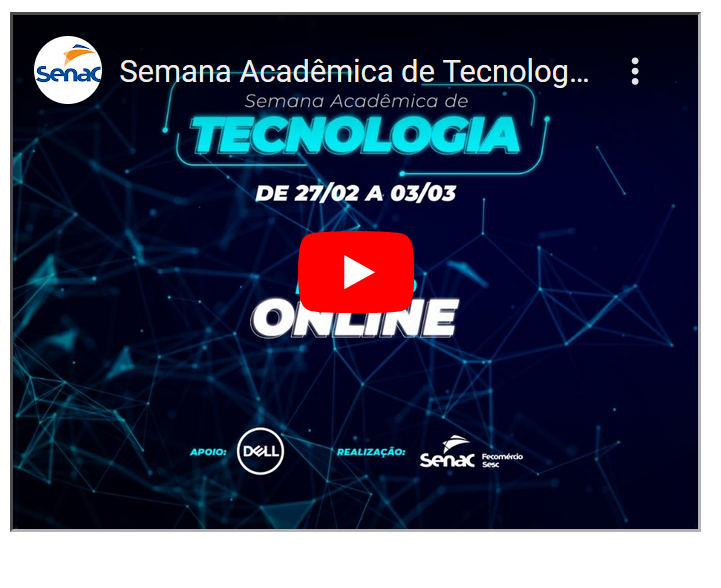 Senac
Semana Acadêmica de Tecnolog...
Semana Acadêmica de
TECNOLOGIA
DE 27/02 A 03/03
ONLINE
APOIO:
DELL
REALIZAÇÃO:
Senac
Fecomércio
Sesc